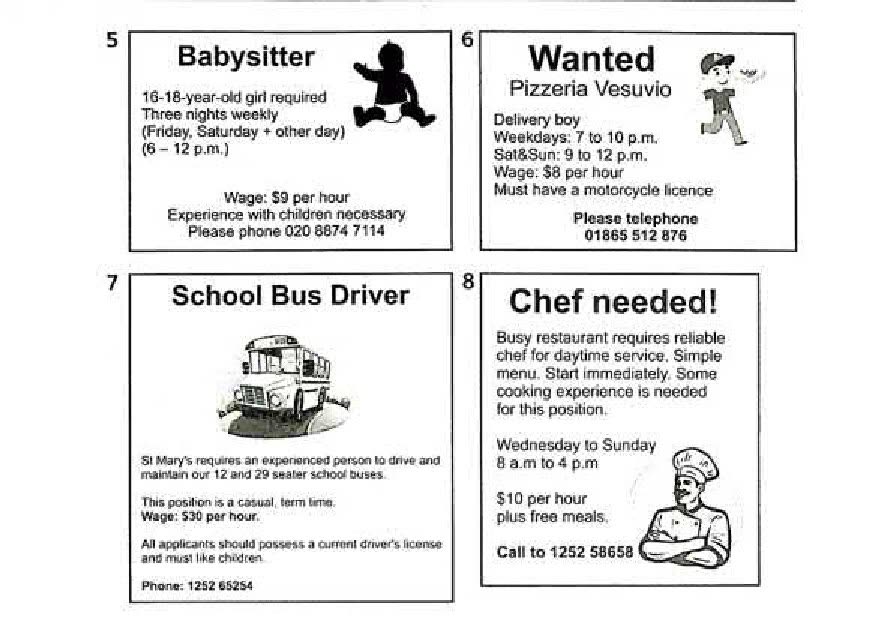 5
Babysitter
16-18-year-old girl required
Three nights weekly
(Friday, Saturday + other day)
(6 – 12 p.m.)
Wage: $9 per hour
Experience with children necessary
Please phone 020 8874 7114
6
Wanted
Pizzeria Vesuvio
Delivery boy
Weekdays: 7 to 10 p.m.
Sat&Sun: 9 to 12 p.m.
Wage: $8 per hour
Must have a motorcycle licence
Please telephone
01865 512 876
7
School Bus Driver
St Mary's requires an experienced person to drive and
maintain our 12 and 29 seater school buses.
This position is a casual, term time.
Wage: $30 per hour.
All applicants should possess a current driver's license
and must like children.
Phone: 1252 65254
8
Chef needed!
Busy restaurant requires reliable
chef for daytime service. Simple
menu. Start immediately. Some
cooking experience is needed
for this position.
Wednesday to Sunday
8 a.m to 4 p.m
$10 per hour
plus free meals.
Call to 1252 58658